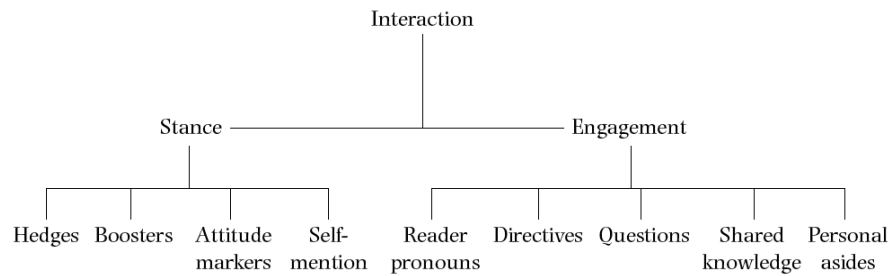 Interaction
Stance Engagement
Hedges Boosters Attitude markers Self-mention Reader pronouns Directives Questions Shared knowledge Personal asides